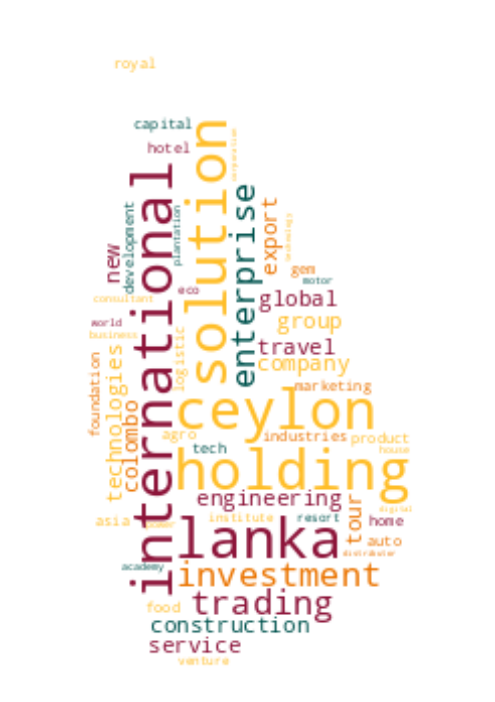 royal
capital
solution
corporation
hotel
international
enterprise
export
development
plantation
technology
new
gem
motor
eco
consultant
global
world
group
business
logistic
travel
technologies
foundation
company
marketing
colombo
ceylon
agro
industries
product
tech
house
holding
engineering
tour
digital
asia
power
institute
resort
home
lanka
auto
distributor
academy
investment
food
trading
construction
service
venture